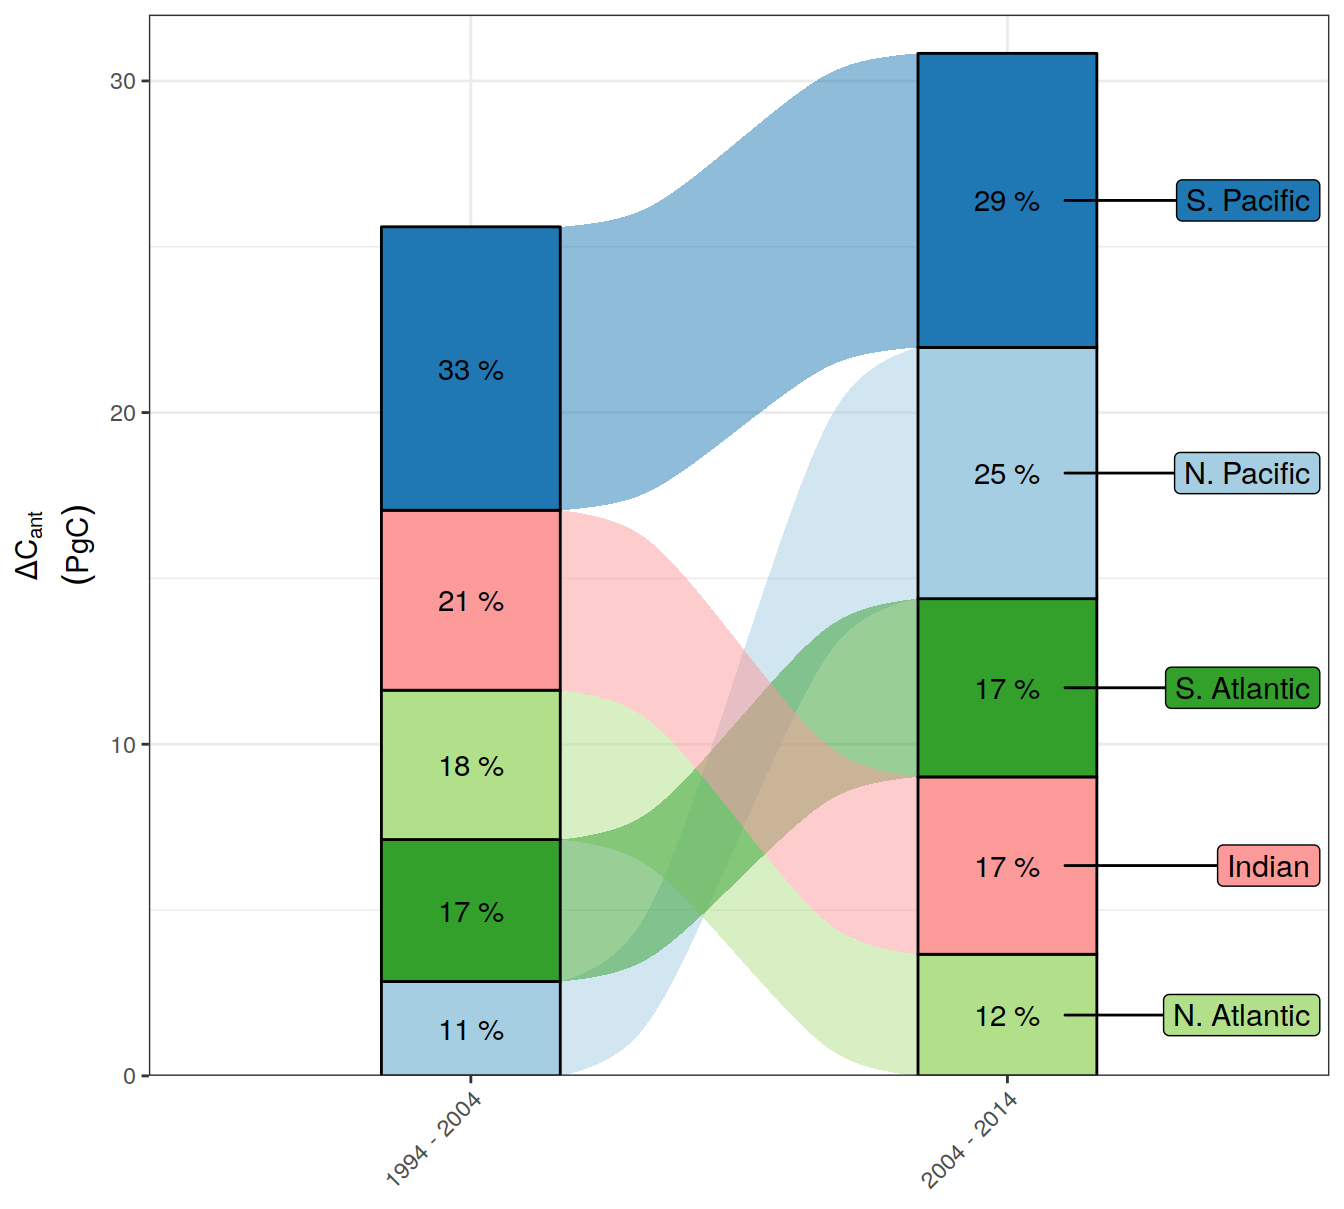 30
20
10
0
ΔCant
(PgC)
33 %
21 %
18 %
17 %
11 %
29 %
25 %
17 %
17 %
12 %
S. Pacific
N. Pacific
S. Atlantic
Indian
N. Atlantic
1994 - 2004
2004 - 2014